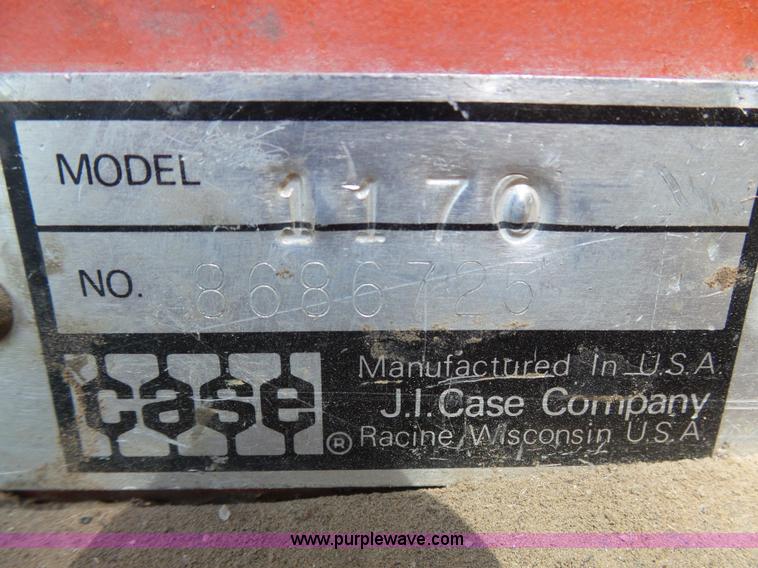 MODEL 1170
NO. 8686725
case ®
Manufactured In U.S.A.
J.I. Case Company
Racine, Wisconsin U.S.A.
www.purplewave.com